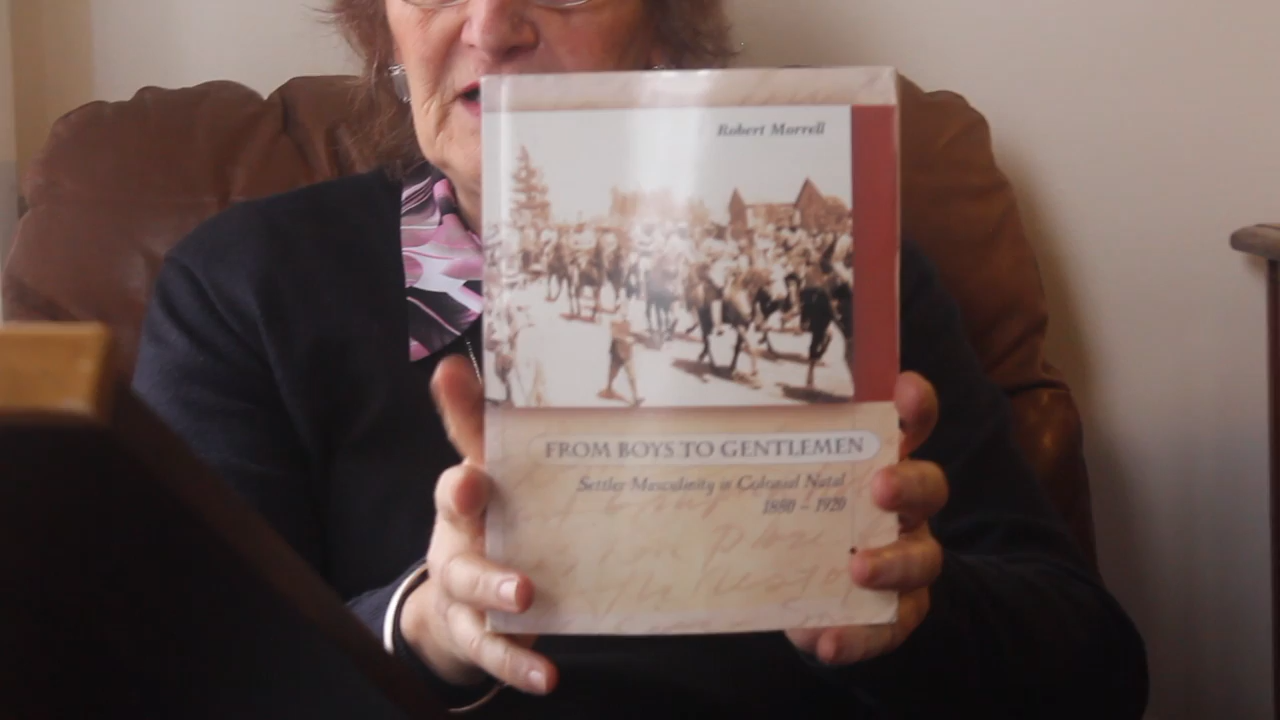 Robert Morrell
FROM BOYS TO GENTLEMEN
Settler Masculinity in Colonial Natal
1880 – 1920